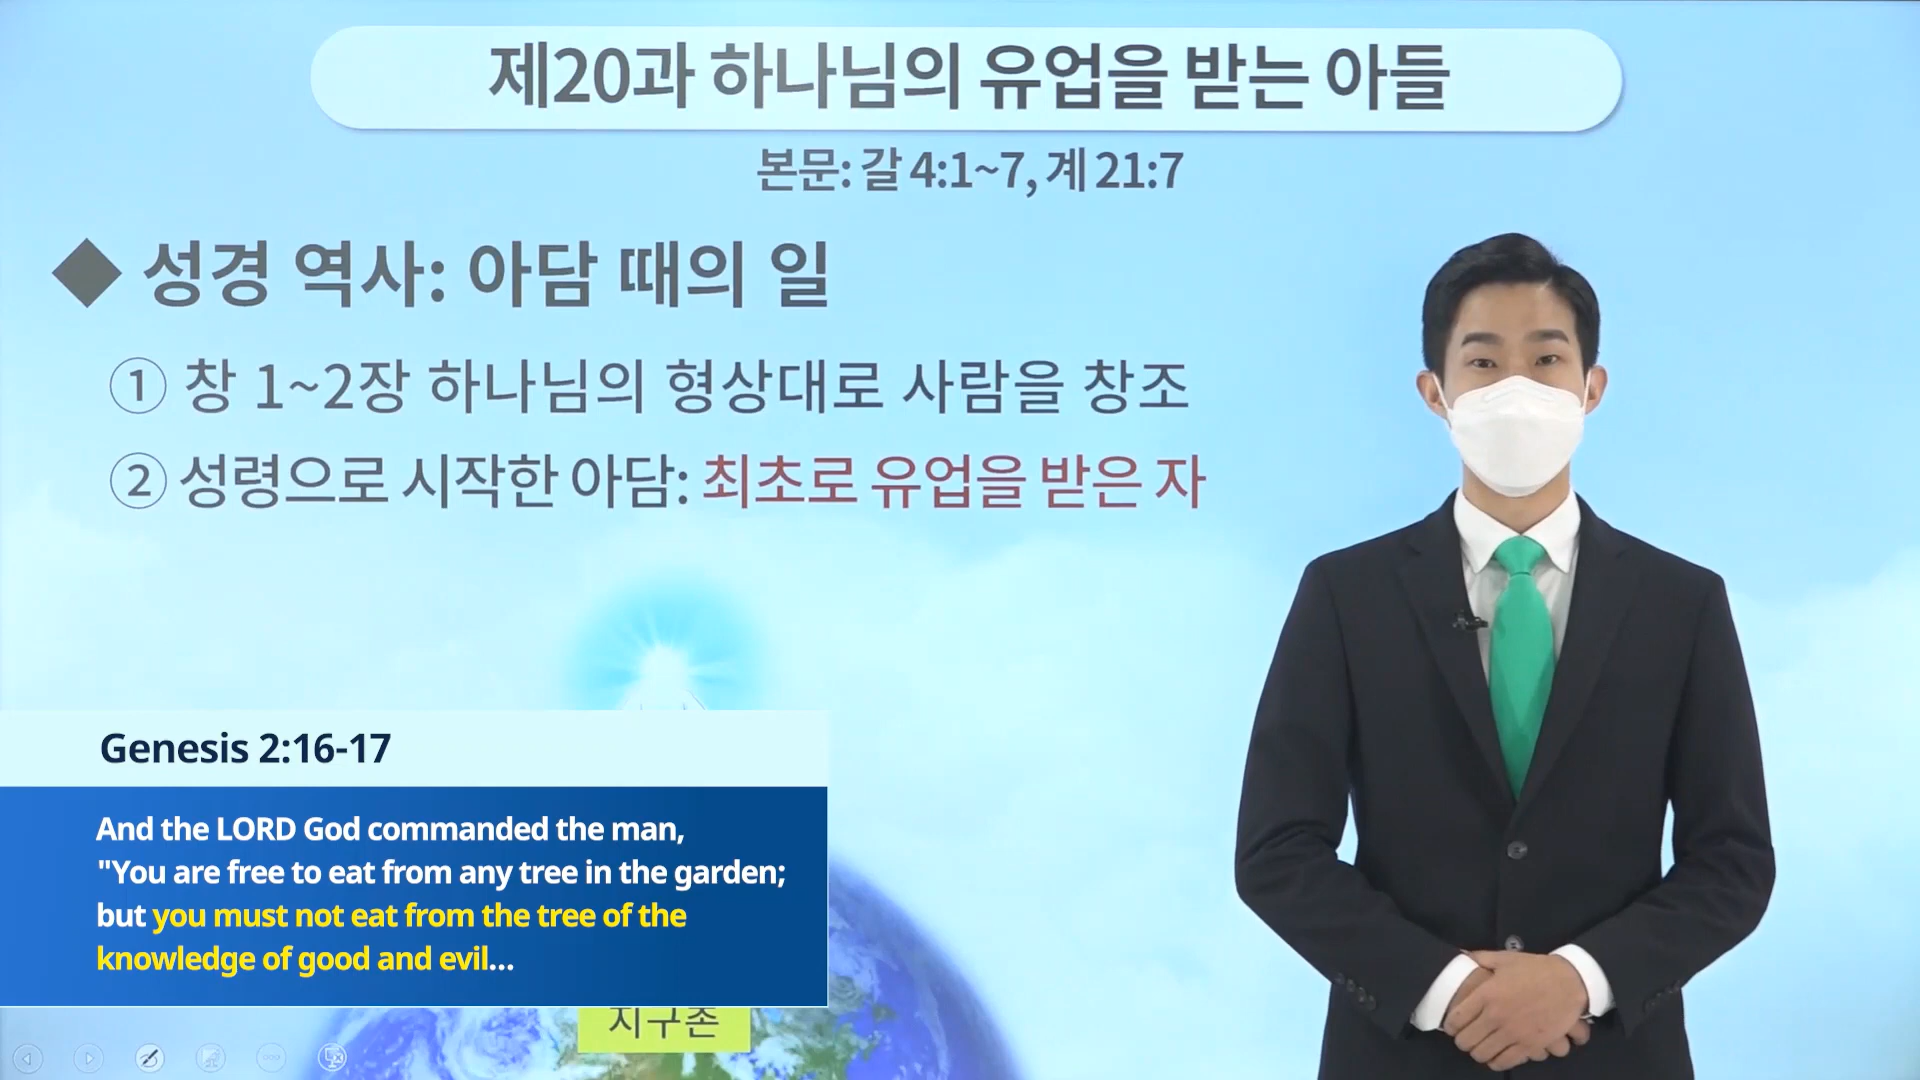 제20과 하나님의 유업을 받는 아들
본문: 갈 4:1~7, 계 21:7
◆ 성경 역사: 아담 때의 일
① 창 1~2장 하나님의 형상대로 사람을 창조
② 성령으로 시작한 아담: 최초로 유업을 받은 자
Genesis 2:16-17
And the LORD God commanded the man,
"You are free to eat from any tree in the garden;
but you must not eat from the tree of the
knowledge of good and evil...
지구촌